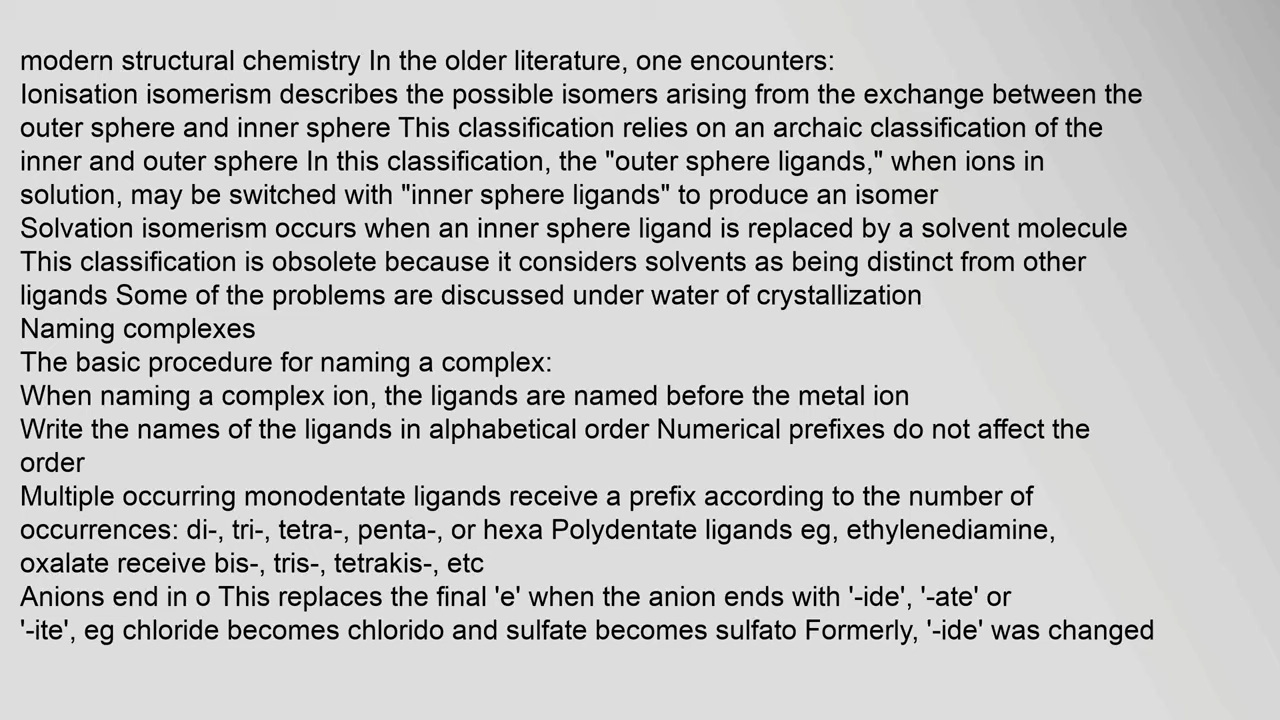 modern structural chemistry In the older literature, one encounters:
Ionisation isomerism describes the possible isomers arising from the exchange between the
outer sphere and inner sphere This classification relies on an archaic classification of the
inner and outer sphere In this classification, the "outer sphere ligands," when ions in
solution, may be switched with "inner sphere ligands" to produce an isomer
Solvation isomerism occurs when an inner sphere ligand is replaced by a solvent molecule
This classification is obsolete because it considers solvents as being distinct from other
ligands Some of the problems are discussed under water of crystallization
Naming complexes
The basic procedure for naming a complex:
When naming a complex ion, the ligands are named before the metal ion
Write the names of the ligands in alphabetical order Numerical prefixes do not affect the
order
Multiple occurring monodentate ligands receive a prefix according to the number of
occurrences: di-, tri-, tetra-, penta-, or hexa Polydentate ligands eg, ethylenediamine,
oxalate receive bis-, tris-, tetrakis-, etc
Anions end in o This replaces the final 'e' when the anion ends with '-ide', '-ate' or
'-ite', eg chloride becomes chlorido and sulfate becomes sulfato Formerly, '-ide' was changed